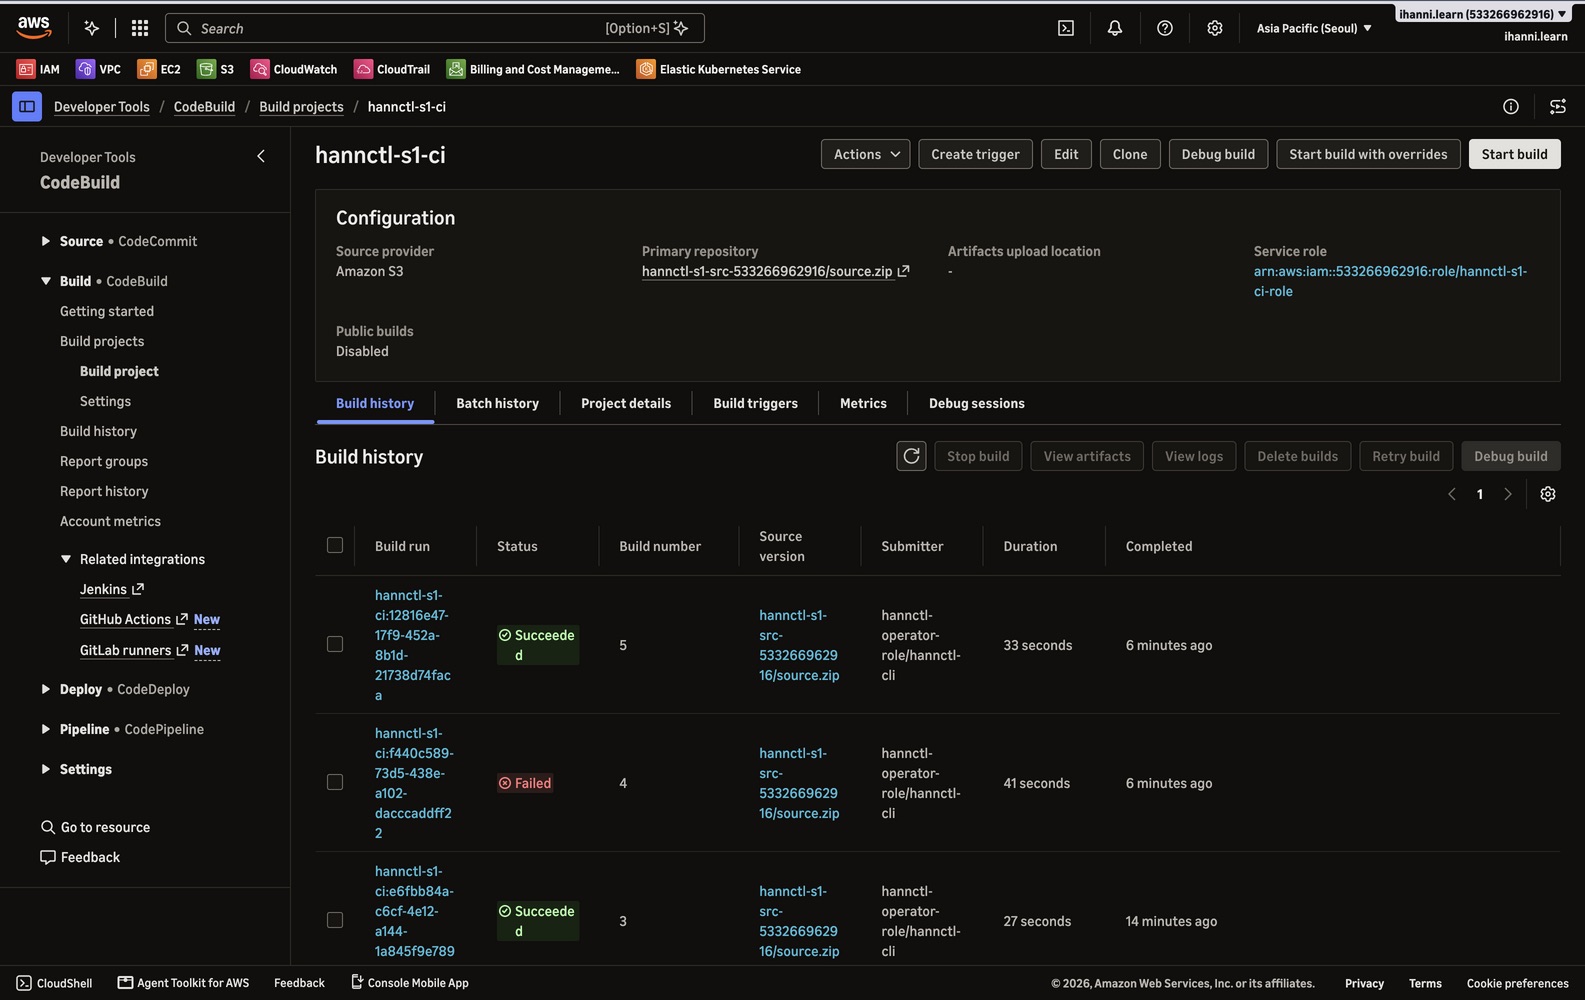 aws
Search
[Option+S]
Asia Pacific (Seoul)
ihanni.learn (533266962916)
ihanni.learn
IAM
VPC
EC2
S3
CloudWatch
CloudTrail
Billing and Cost Manageme...
Elastic Kubernetes Service
Developer Tools / CodeBuild / Build projects / hannctl-s1-ci
Developer Tools
CodeBuild
Source • CodeCommit
Build • CodeBuild
Getting started
Build projects
Build project
Settings
Build history
Report groups
Report history
Account metrics
Related integrations
Jenkins
GitHub Actions New
GitLab runners New
Deploy • CodeDeploy
Pipeline • CodePipeline
Settings
Go to resource
Feedback
hannctl-s1-ci
Actions
Create trigger
Edit
Clone
Debug build
Start build with overrides
Start build
Configuration
Source provider
Amazon S3
Primary repository
hannctl-s1-src-533266962916/source.zip
Artifacts upload location
-
Service role
arn:aws:iam::533266962916:role/hannctl-s1-
ci-role
Public builds
Disabled
Build history
Batch history
Project details
Build triggers
Metrics
Debug sessions
Build history
Stop build
View artifacts
View logs
Delete builds
Retry build
Debug build
1
Build run
Status
Build number
Source
version
Submitter
Duration
Completed
hannctl-s1-
ci:12816e47-
17f9-452a-
8b1d-
21738d74fac
a
Succeede
d
5
hannctl-s1-
src-
5332669629
16/source.zip
hannctl-
operator-
role/hannctl-
cli
33 seconds
6 minutes ago
hannctl-s1-
ci:f440c589-
73d5-438e-
a102-
dacccaddff2
2
Failed
4
hannctl-s1-
src-
5332669629
16/source.zip
hannctl-
operator-
role/hannctl-
cli
41 seconds
6 minutes ago
hannctl-s1-
ci:e6fbb84a-
c6cf-4e12-
a144-
1a845f9e789
Succeede
d
3
hannctl-s1-
src-
5332669629
16/source.zip
hannctl-
operator-
role/hannctl-
cli
27 seconds
14 minutes ago
CloudShell
Agent Toolkit for AWS
Feedback
Console Mobile App
© 2026, Amazon Web Services, Inc. or its affiliates.
Privacy
Terms
Cookie preferences